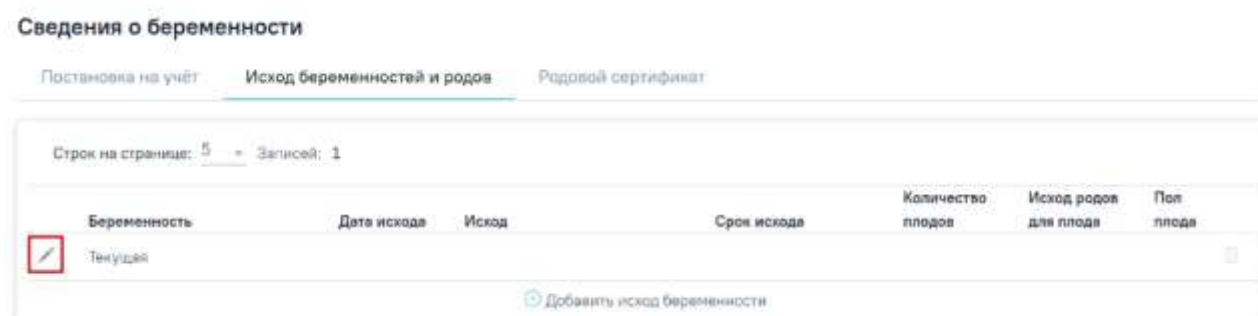 Сведения о беременности
Постановка на учёт Исход беременностей и родов Родовой сертификат
Строк на странице: 5 Записей: 1
Беременность Дата исхода Исход Срок исхода Количество плодов Исход родов для плода Пол плода
Текущая
Добавить исход беременности